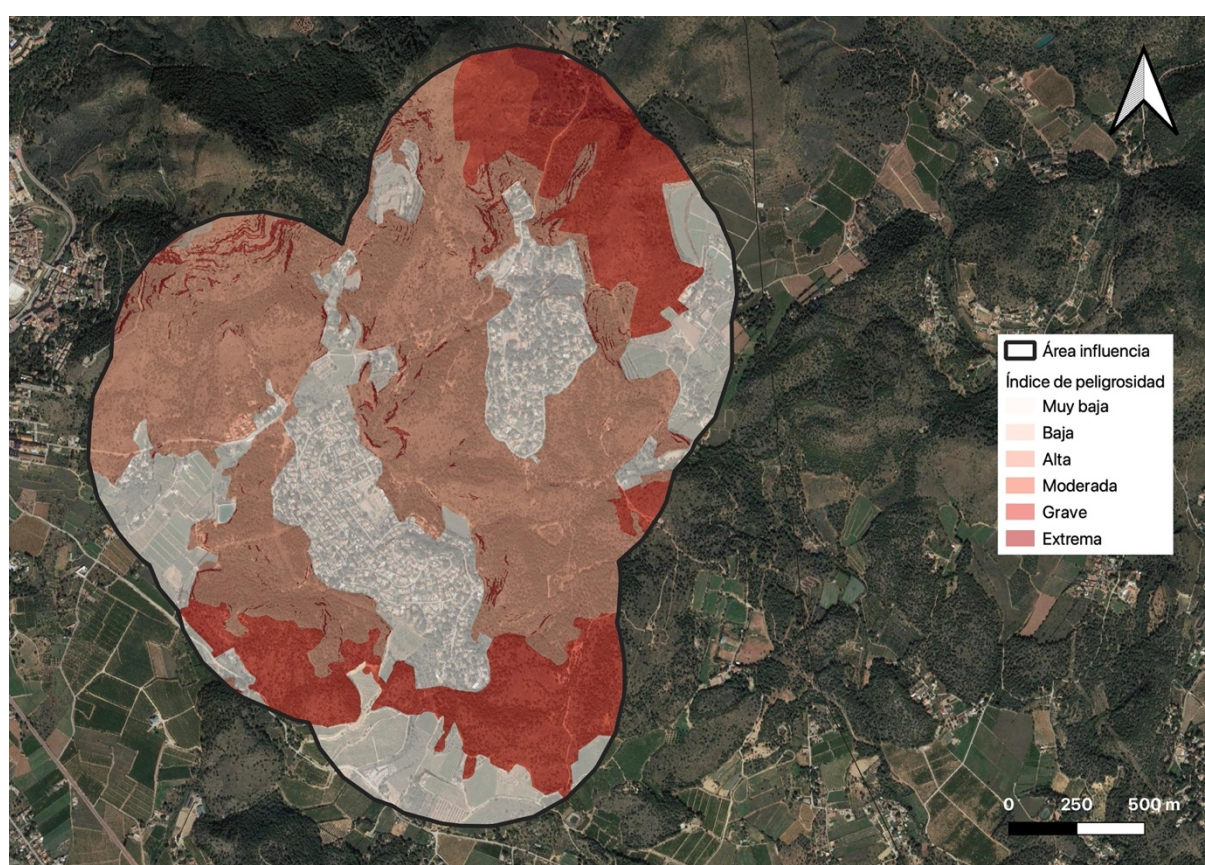 Área influencia
Índice de peligrosidad
Muy baja
Baja
Alta
Moderada
Grave
Extrema
0 250 500 m